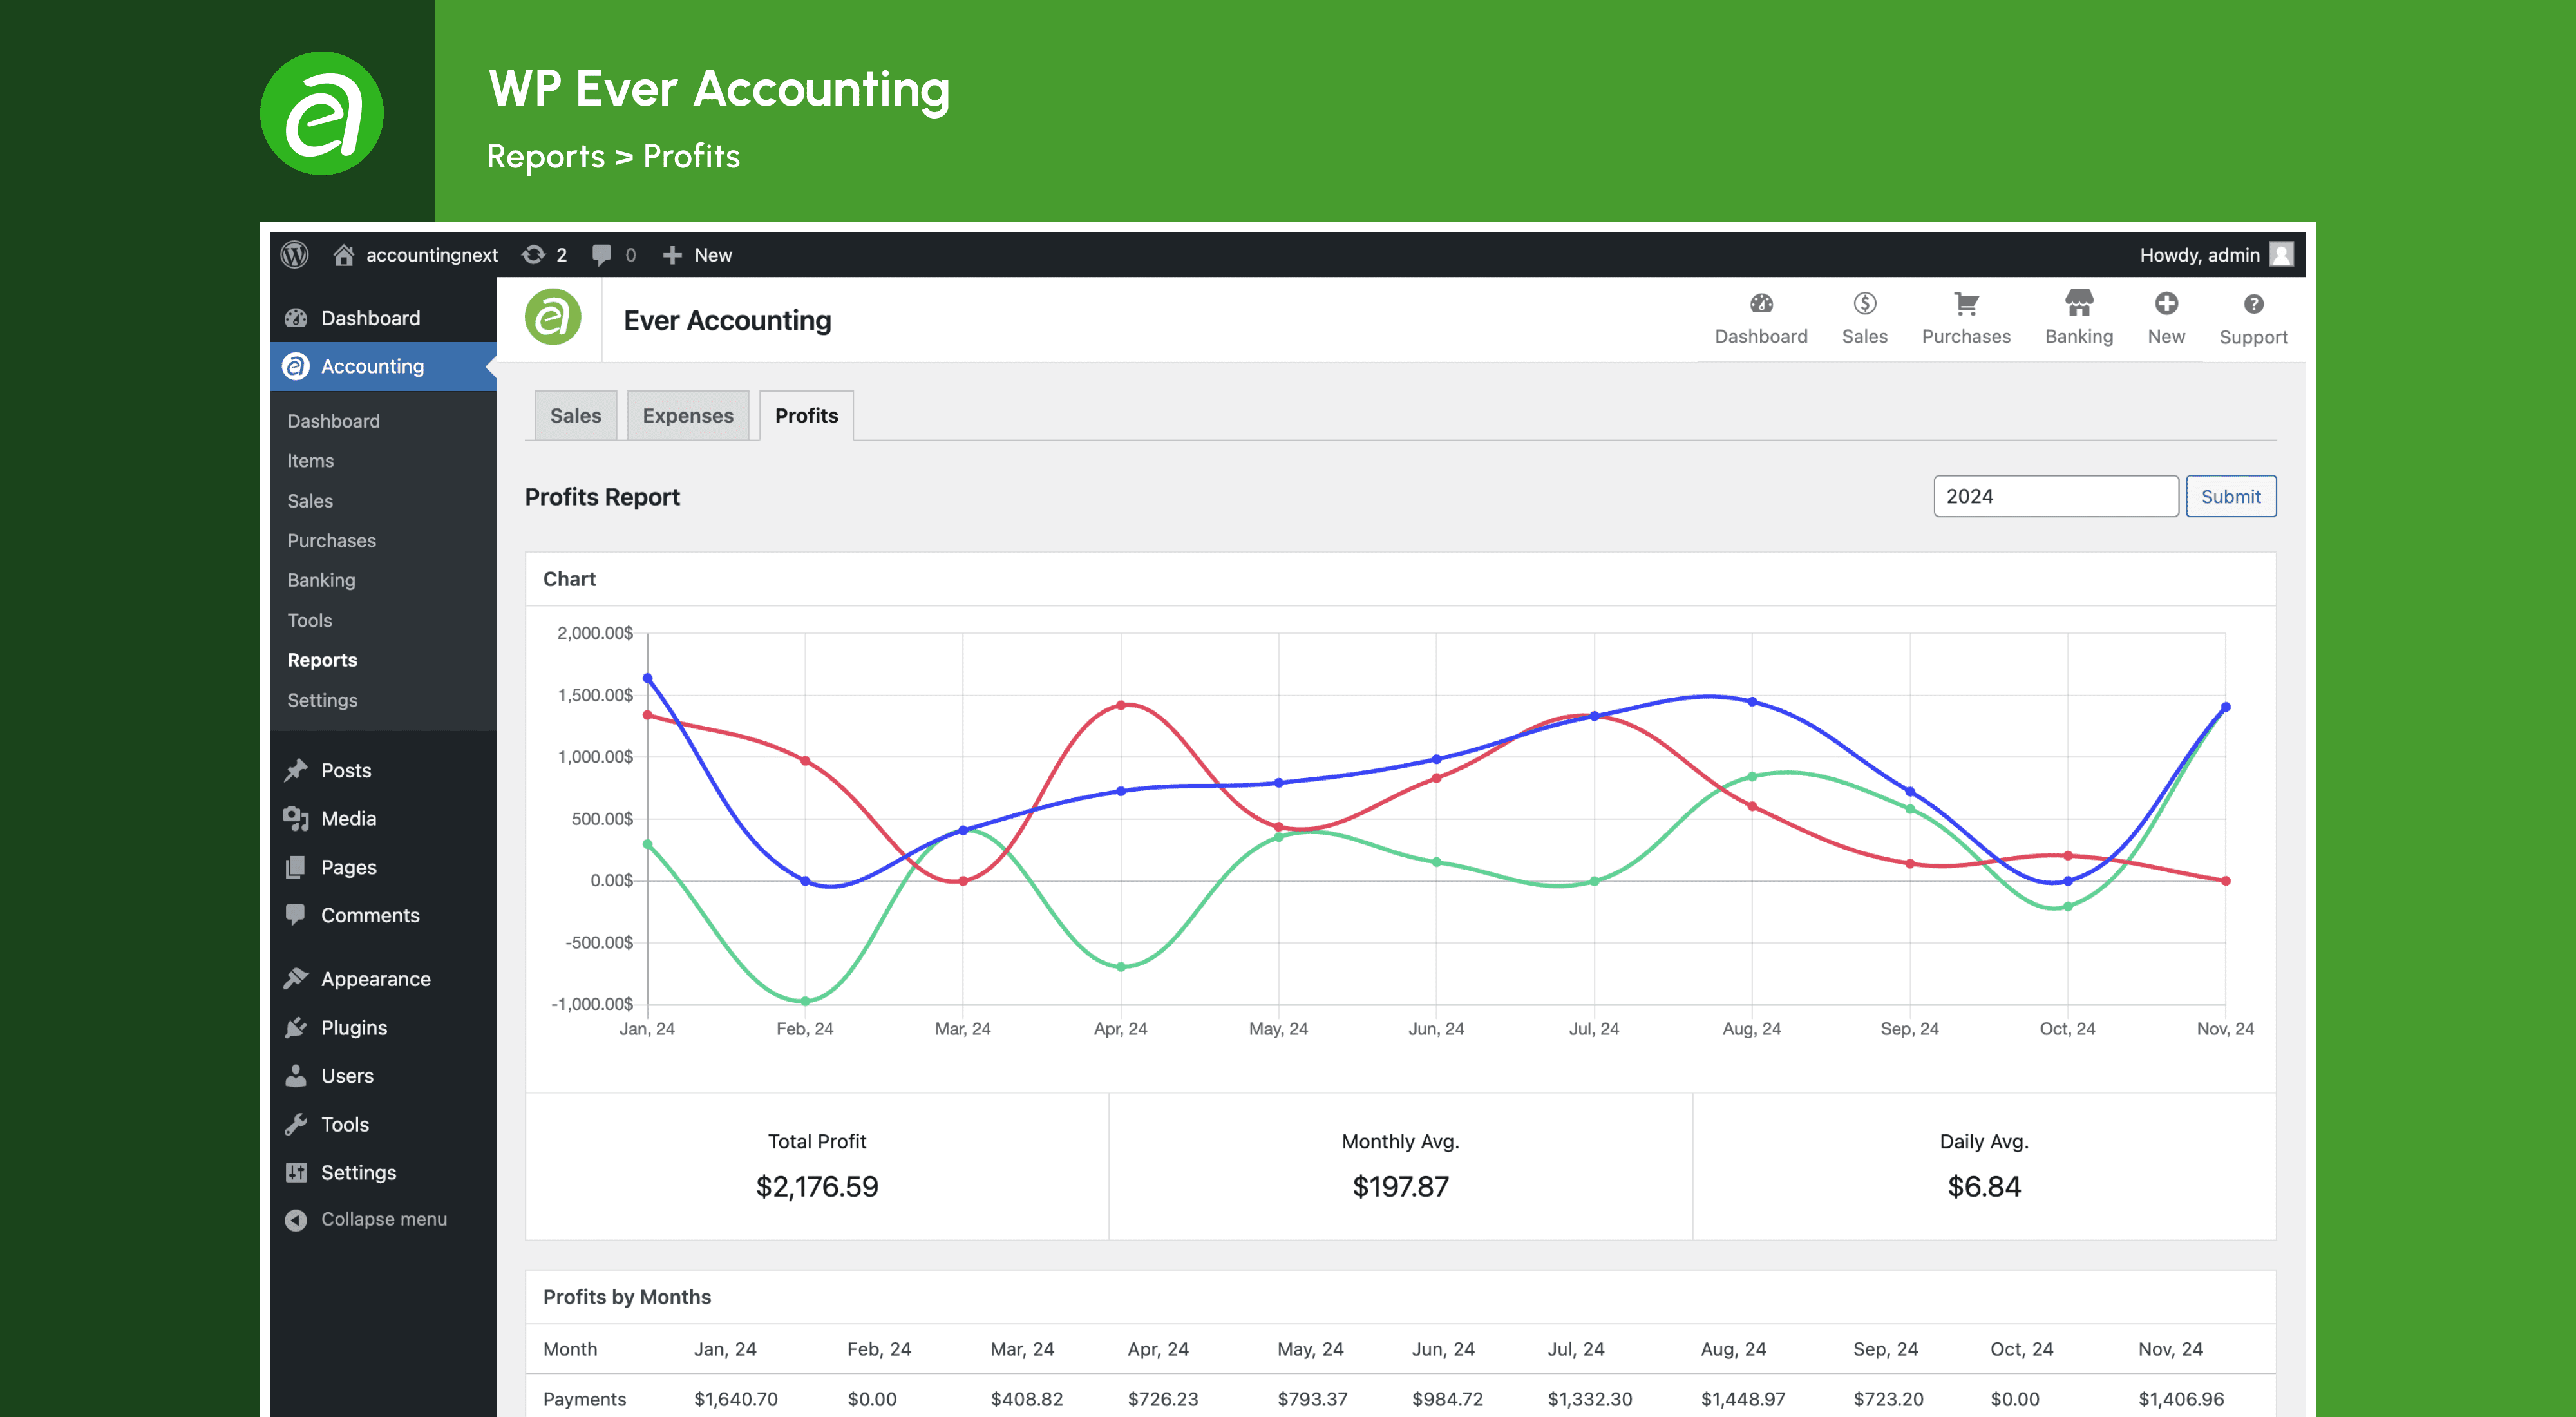 WP Ever Accounting
Reports > Profits
accountingnext 2 0 New Howdy, admin
Dashboard
Accounting
Dashboard
Items
Sales
Purchases
Banking
Tools
Reports
Settings
Posts
Media
Pages
Comments
Appearance
Plugins
Users
Tools
Settings
Collapse menu
Ever Accounting
Dashboard Sales Purchases Banking New Support
Sales Expenses Profits
Profits Report 2024 Submit
Chart
2,000.00$
1,500.00$
1,000.00$
500.00$
0.00$
-500.00$
-1,000.00$
Jan, 24 Feb, 24 Mar, 24 Apr, 24 May, 24 Jun, 24 Jul, 24 Aug, 24 Sep, 24 Oct, 24 Nov, 24
Total Profit Monthly Avg. Daily Avg.
$2,176.59 $197.87 $6.84
Profits by Months
Month Jan, 24 Feb, 24 Mar, 24 Apr, 24 May, 24 Jun, 24 Jul, 24 Aug, 24 Sep, 24 Oct, 24 Nov, 24
Payments $1,640.70 $0.00 $408.82 $726.23 $793.37 $984.72 $1,332.30 $1,448.97 $723.20 $0.00 $1,406.96